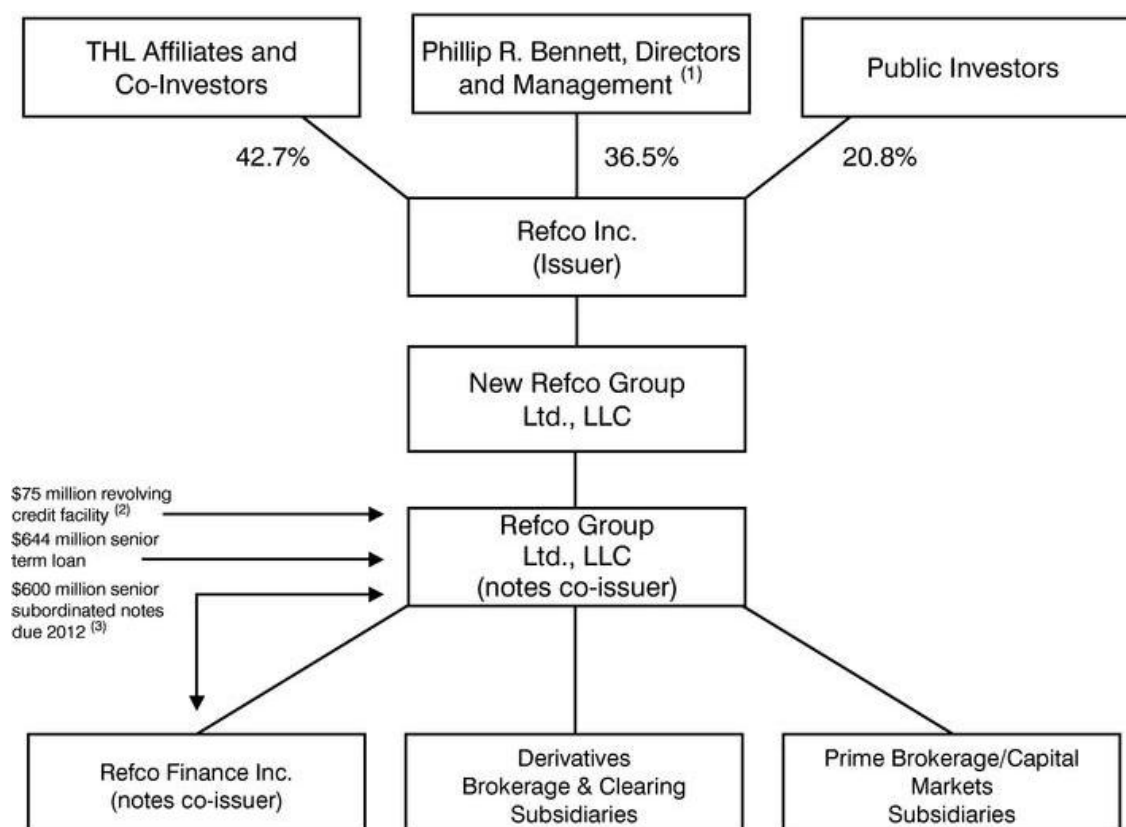 THL Affiliates and
Co-Investors
Phillip R. Bennett, Directors
and Management (1)
Public Investors
42.7%
36.5%
20.8%
Refco Inc.
(Issuer)
New Refco Group
Ltd., LLC
$75 million revolving
credit facility (2)
$644 million senior
term loan
$600 million senior
subordinated notes
due 2012 (3)
Refco Group
Ltd., LLC
(notes co-issuer)
Refco Finance Inc.
(notes co-issuer)
Derivatives
Brokerage & Clearing
Subsidiaries
Prime Brokerage/Capital
Markets
Subsidiaries